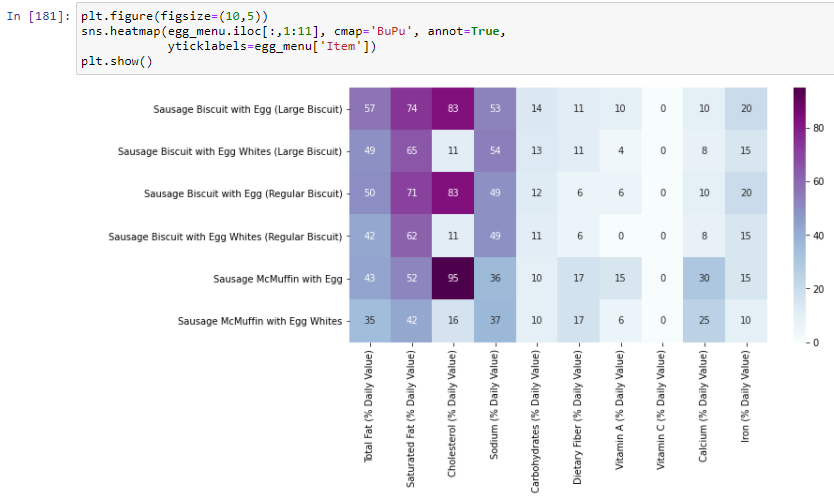 In [181]: plt.figure(figsize=(10,5))
sns.heatmap(egg_menu.iloc[:,1:11], cmap='BuPu', annot=True,
yticklabels=egg_menu['Item'])
plt.show()
Sausage Biscuit with Egg (Large Biscuit) 57 74 83 53 14 11 10 0 10 20
Sausage Biscuit with Egg Whites (Large Biscuit) 49 65 11 54 13 11 4 0 8 15
Sausage Biscuit with Egg (Regular Biscuit) 50 71 83 49 12 6 6 0 10 20
Sausage Biscuit with Egg Whites (Regular Biscuit) 42 62 11 49 11 6 0 0 8 15
Sausage McMuffin with Egg 43 52 95 36 10 17 15 0 30 15
Sausage McMuffin with Egg Whites 35 42 16 37 10 17 6 0 25 10
Total Fat (% Daily Value)
Saturated Fat (% Daily Value)
Cholesterol (% Daily Value)
Sodium (% Daily Value)
Carbohydrates (% Daily Value)
Dietary Fiber (% Daily Value)
Vitamin A (% Daily Value)
Vitamin C (% Daily Value)
Calcium (% Daily Value)
Iron (% Daily Value)
80
60
40
20
0